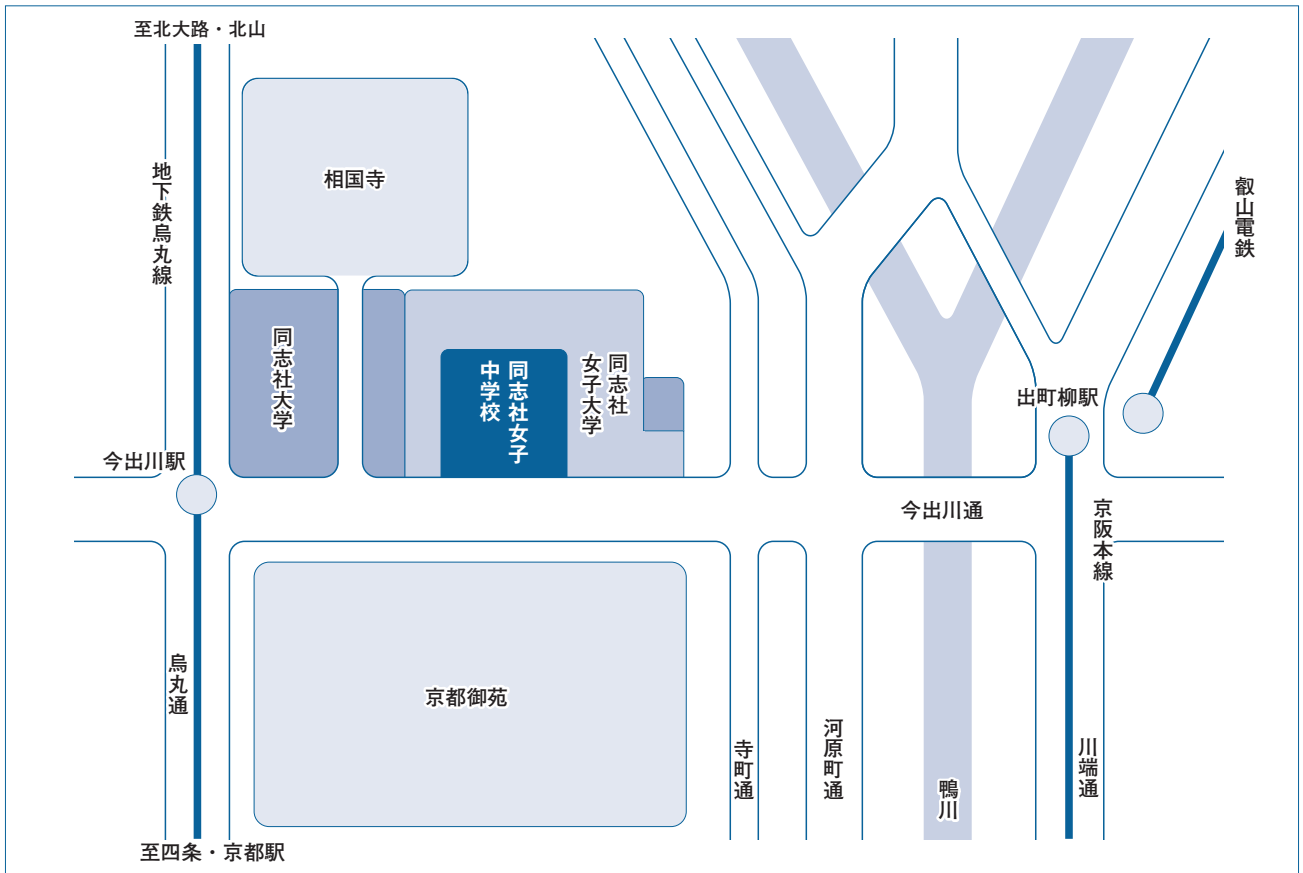 至北大路・北山
地下鉄烏丸線
相国寺
叡山電鉄
同志社大学
同志社女子
中学校
同志社
女子大学
出町柳駅
今出川駅
今出川通
京阪本線
烏丸通
京都御苑
寺町通
河原町通
鴨川
川端通
至四条・京都駅